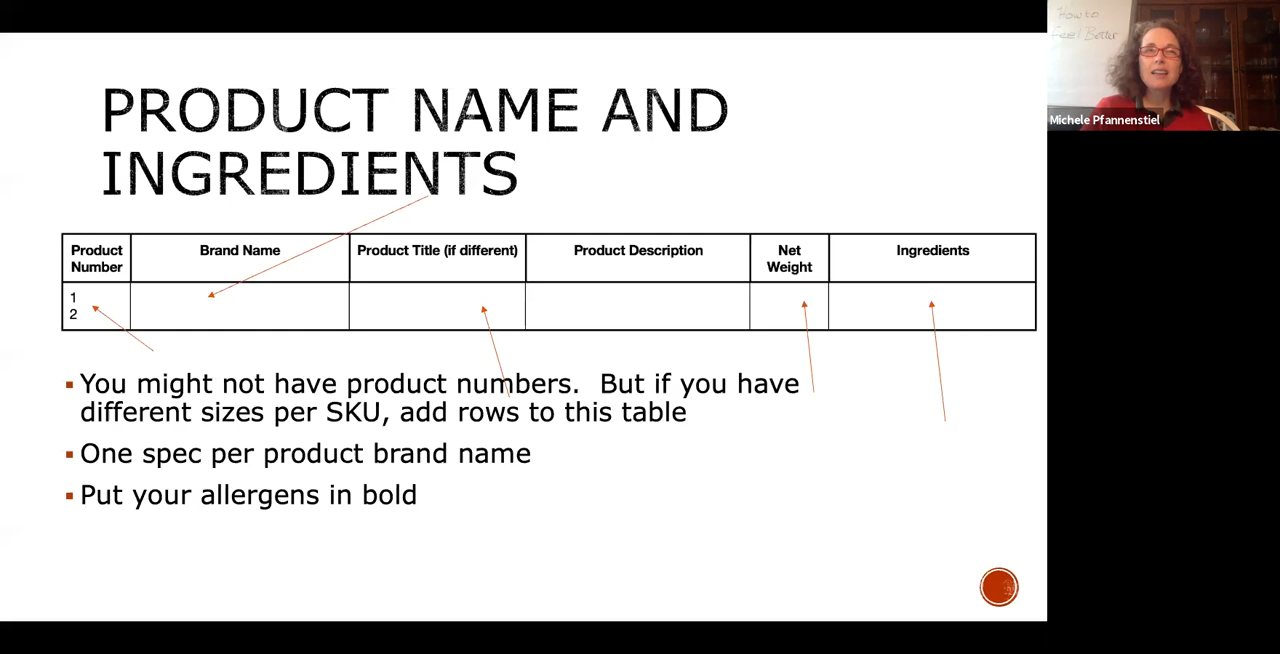 PRODUCT NAME AND
INGREDIENTS
Product Number
Brand Name
Product Title (if different)
Product Description
Net Weight
Ingredients
1
2
You might not have product numbers.  But if you have
different sizes per SKU, add rows to this table
One spec per product brand name
Put your allergens in bold
How to
Feel Better
Michele Pfannenstiel